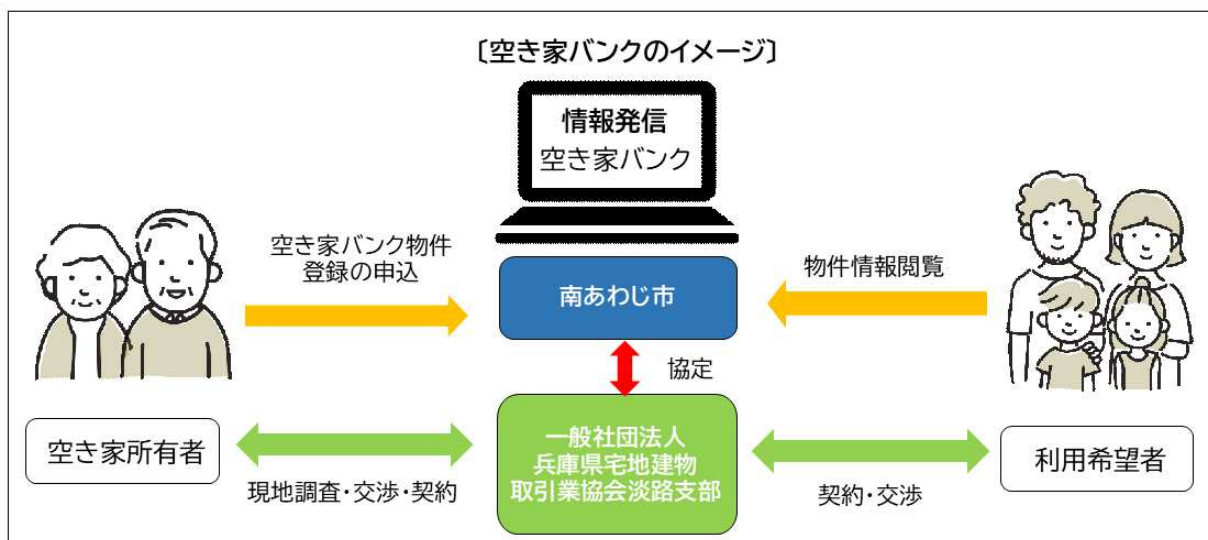 〔空き家バンクのイメージ〕
情報発信
空き家バンク
空き家バンク物件
登録の申込
南あわじ市
物件情報閲覧
協定
空き家所有者
現地調査・交渉・契約
一般社団法人
兵庫県宅地建物
取引業協会淡路支部
契約・交渉
利用希望者